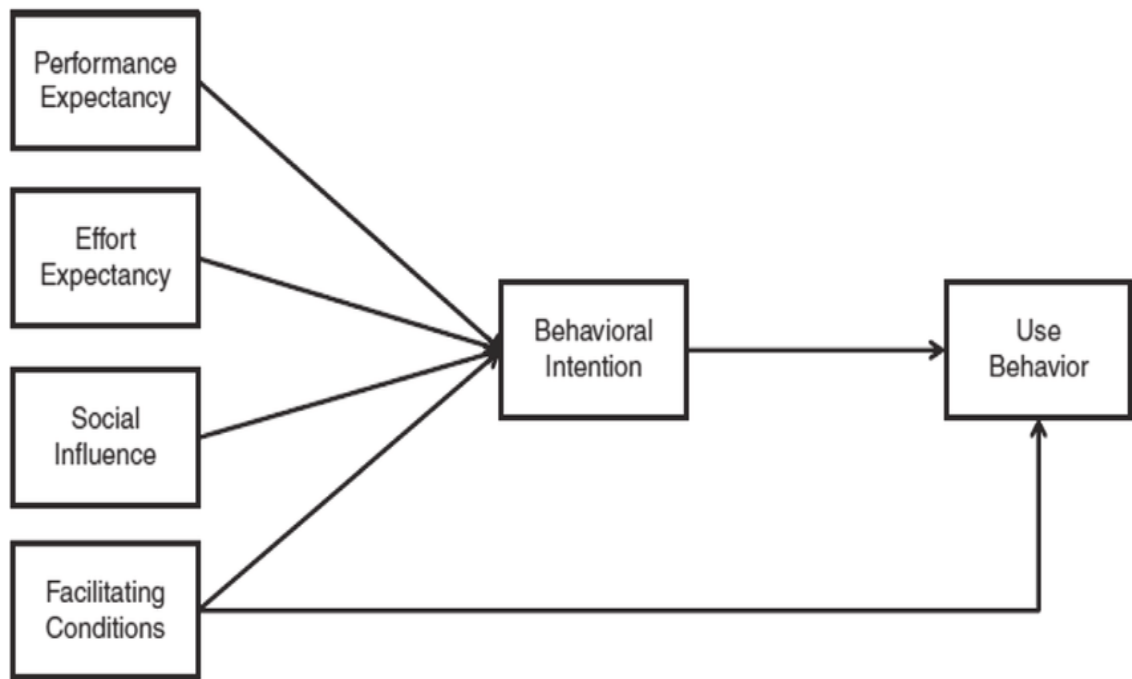 Performance
Expectancy
Effort
Expectancy
Social
Influence
Facilitating
Conditions
Behavioral
Intention
Use
Behavior